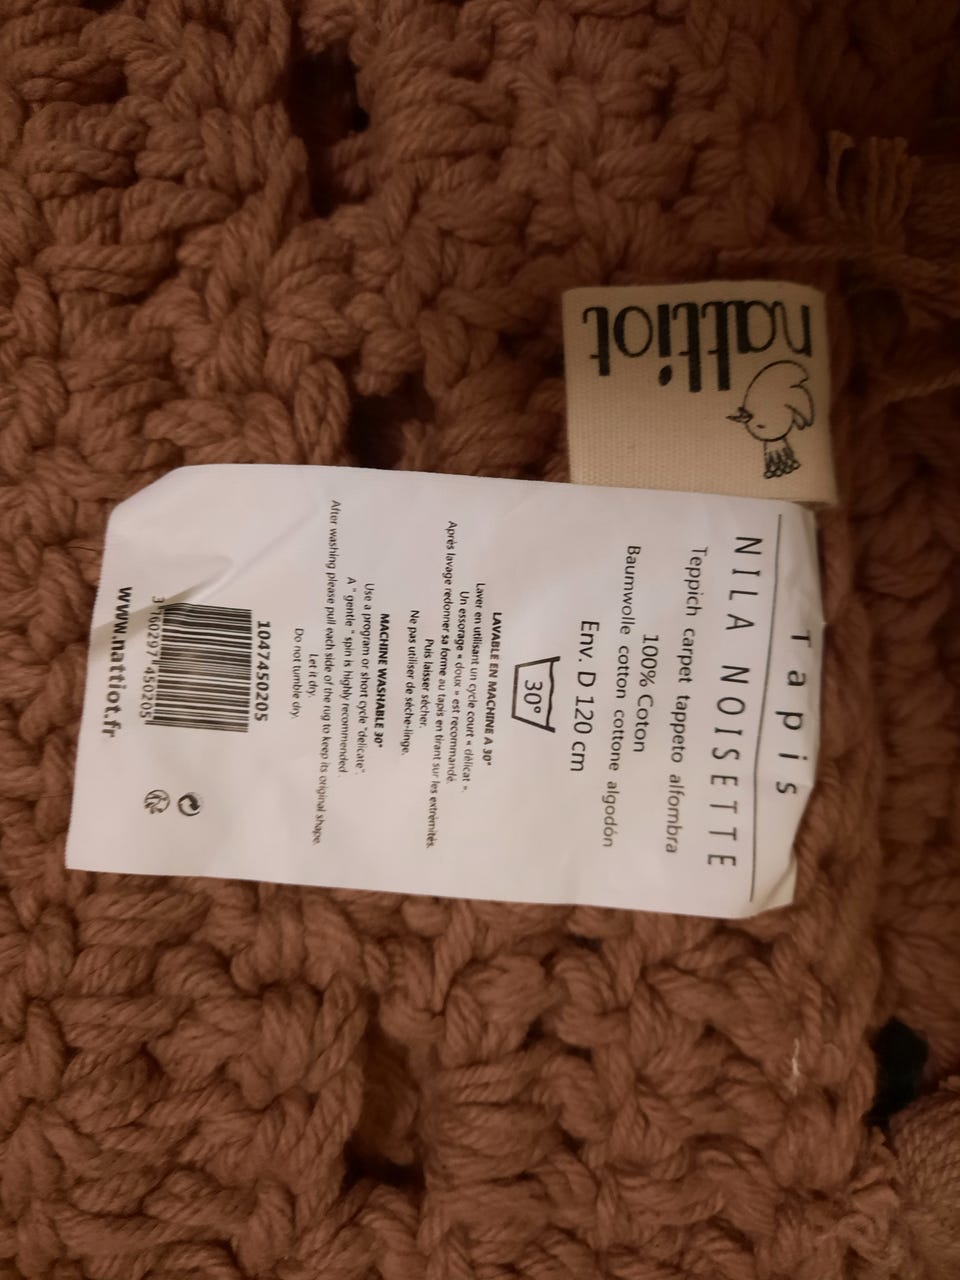 nattiot
Tapis
NILA NOISETTE
Teppich carpet tappeto alfombra
100% Coton
Baumwolle cotton cottone algodón
Env. D 120 cm
30°
LAVABLE EN MACHINE A 30°
Laver en utilisant un cycle court « délicat ».
Un essorage « doux » est recommandé.
Après lavage redonner sa forme au tapis en tirant sur les extrémités.
Puis laisser sécher.
Ne pas utiliser de sèche-linge.
MACHINE WASHABLE 30°
Use a program or short cycle "delicate".
A " gentle " spin is highly recommended.
After washing please pull each side of the rug to keep its original shape.
Let it dry.
Do not tumble dry.
1047450205
3 160297 450205
www.nattiot.fr